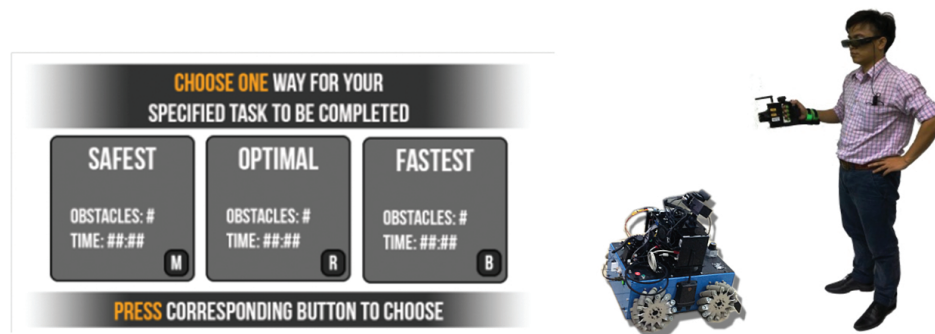 CHOOSE ONE WAY FOR YOUR
SPECIFIED TASK TO BE COMPLETED
SAFEST
OBSTACLES: #
TIME: ##:##
M
OPTIMAL
OBSTACLES: #
TIME: ##:##
R
FASTEST
OBSTACLES: #
TIME: ##:##
B
PRESS CORRESPONDING BUTTON TO CHOOSE